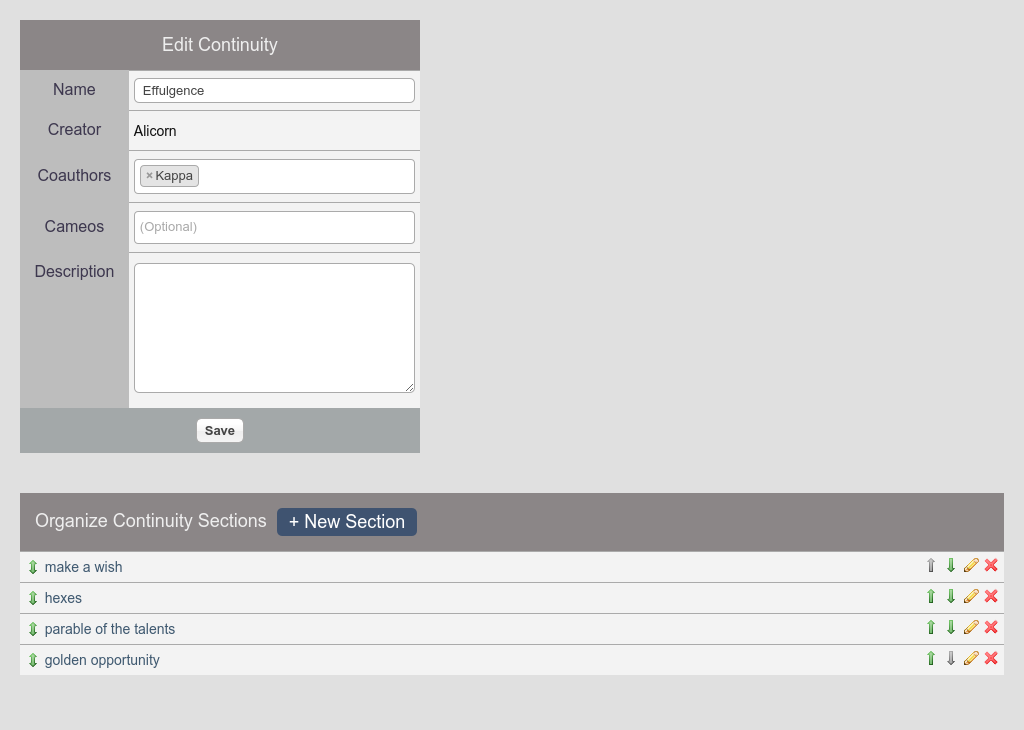 Edit Continuity
Name
Effulgence
Creator
Alicorn
Coauthors
× Kappa
Cameos
(Optional)
Description
Save
Organize Continuity Sections + New Section
make a wish
hexes
parable of the talents
golden opportunity